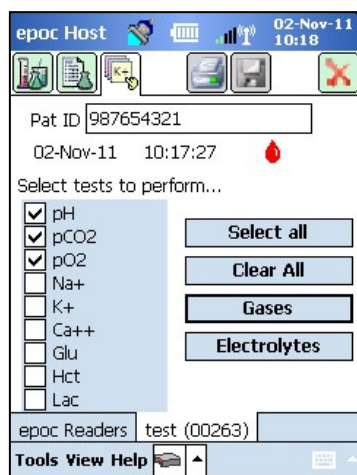 epoc Host 02-Nov-11
10:18
K+
Pat ID 987654321
02-Nov-11 10:17:27
Select tests to perform...
pH
pCO2
pO2
Na+
K+
Ca++
Glu
Hct
Lac
Select all
Clear All
Gases
Electrolytes
epoc Readers test (00263)
Tools View Help